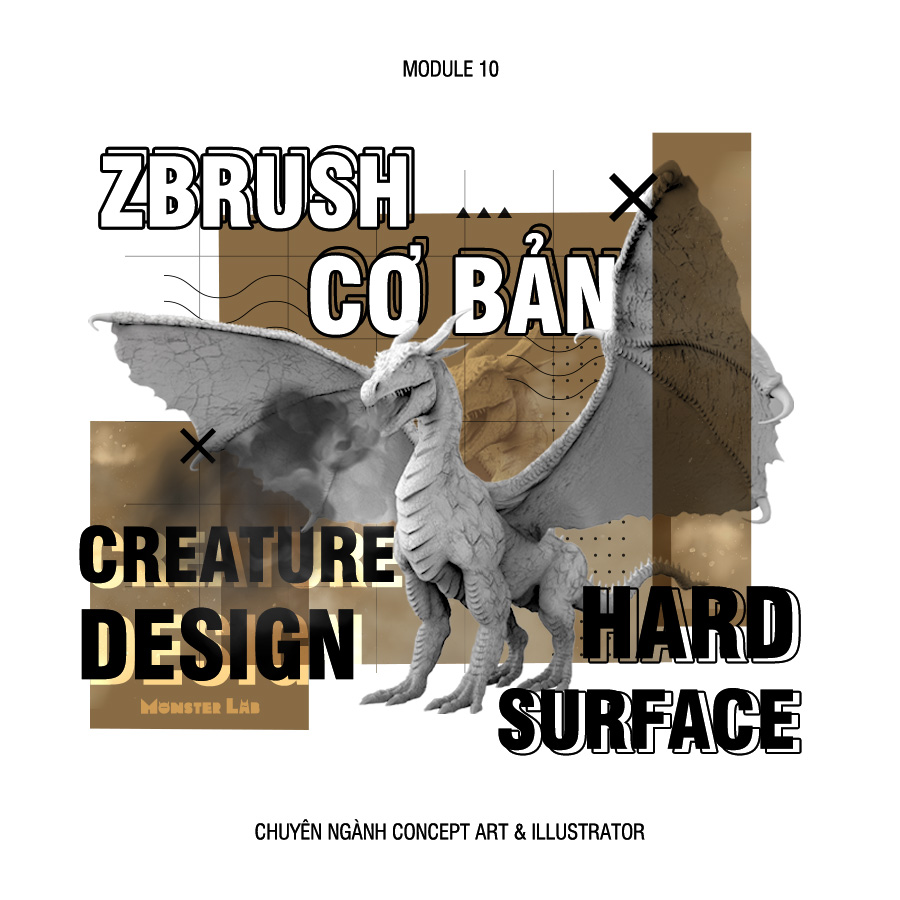 MODULE 10
ZBRUSH
CƠ BẢN
CREATURE
DESIGN
HARD
SURFACE
MONSTER LAB
CHUYÊN NGÀNH CONCEPT ART & ILLUSTRATOR